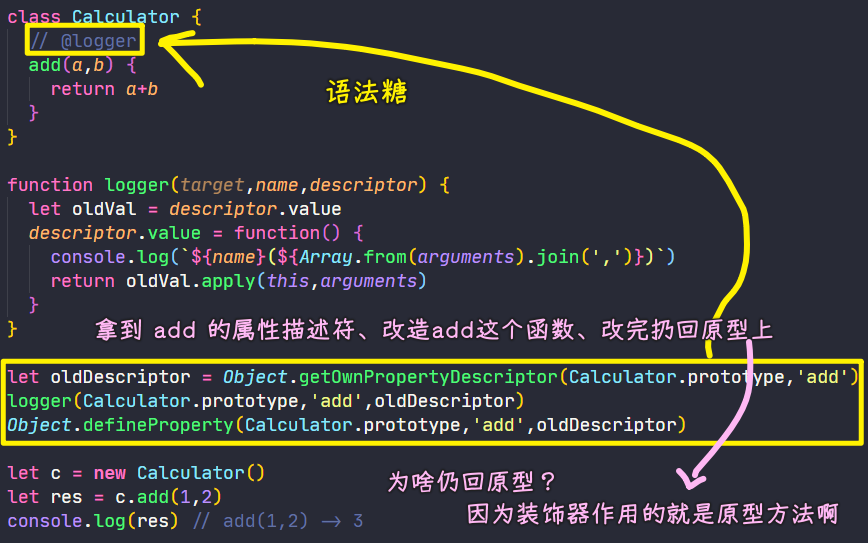 class Calculator {
// @logger
add(a,b) {
return a+b
}
}
语法糖
function logger(target,name,descriptor) {
let oldVal = descriptor.value
descriptor.value = function() {
console.log(`${name}(${Array.from(arguments).join(',')})`)
return oldVal.apply(this,arguments)
}
}
拿到 add 的属性描述符、改造add这个函数、改完扔回原型上
let oldDescriptor = Object.getOwnPropertyDescriptor(Calculator.prototype,'add')
logger(Calculator.prototype,'add',oldDescriptor)
Object.defineProperty(Calculator.prototype,'add',oldDescriptor)
let c = new Calculator()
let res = c.add(1,2)
console.log(res) // add(1,2) -> 3
为啥仍回原型？
因为装饰器作用的就是原型方法啊